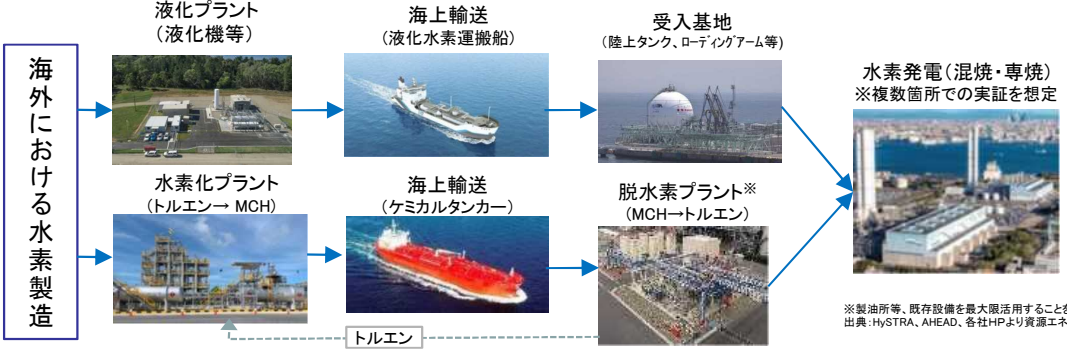 海外における水素製造
液化プラント
(液化機等)
海上輸送
(液化水素運搬船)
受入基地
(陸上タンク、ローディングアーム等)
水素発電(混焼・専焼)
※複数箇所での実証を想定
水素化プラント
(トルエン→ MCH)
海上輸送
(ケミカルタンカー)
脱水素プラント※
(MCH→トルエン)
トルエン
※製油所等、既存設備を最大限活用することを
出典:HySTRA、AHEAD、各社HPより資源エネ